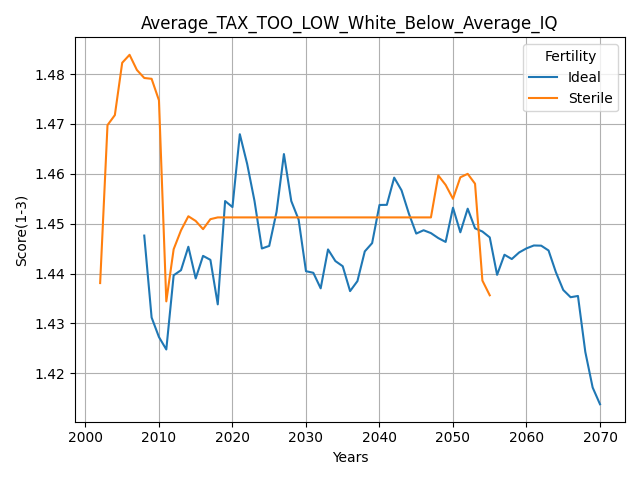 Average_TAX_TOO_LOW_White_Below_Average_IQ
Fertility
Ideal
Sterile
Score(1-3)
1.48
1.47
1.46
1.45
1.44
1.43
1.42
2000 2010 2020 2030 2040 2050 2060 2070
Years